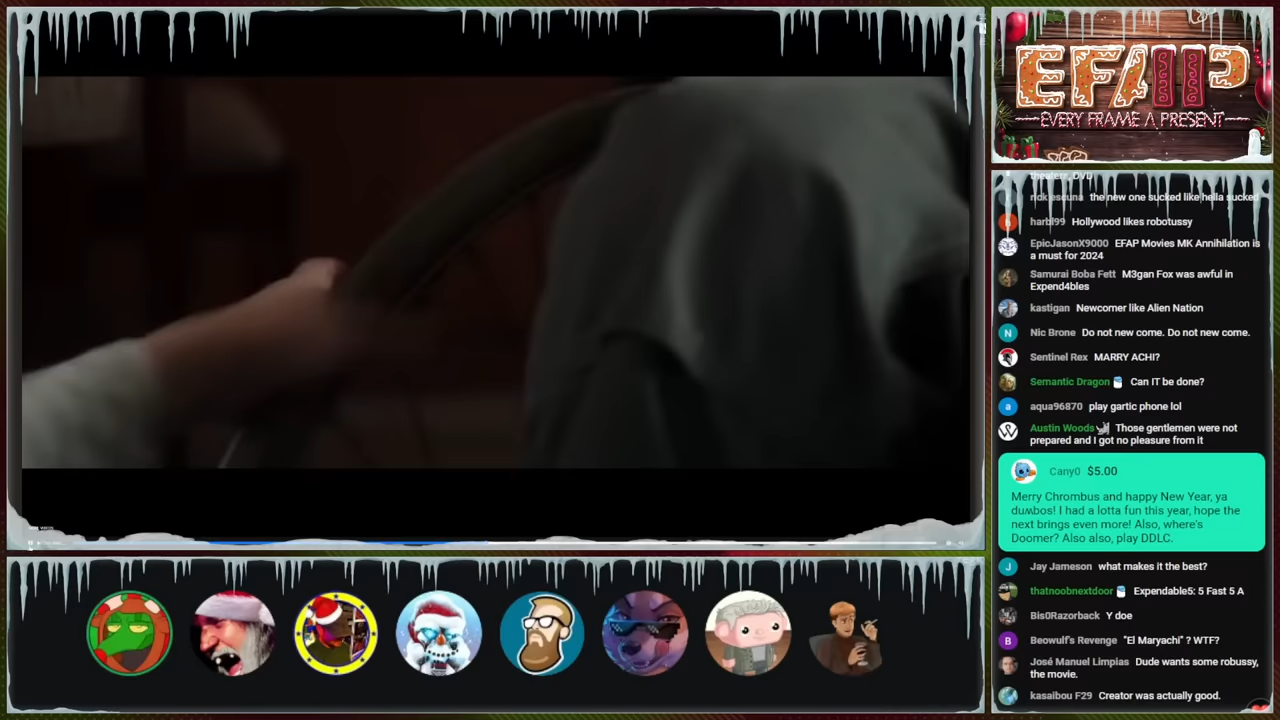 EFAP
EVERY FRAME A PRESENT
theaterr, DVD
the new one sucked like hella sucked
harbl99 Hollywood likes robotussy
EpicJasonX9000 EFAP Movies MK Annihilation is
a must for 2024
Samurai Boba Fett M3gan Fox was awful in
Expend4bles
kastigan Newcomer like Alien Nation
N
Nic Brone Do not new come. Do not new come.
Sentinel Rex MARRY ACHI?
Semantic Dragon Can IT be done?
a
aqua96870 play gartic phone lol
Austin Woods Those gentlemen were not
prepared and I got no pleasure from it
Cany0 $5.00
Merry Chrombus and happy New Year, ya
duʍbos! I had a lotta fun this year, hope the
next brings even more! Also, where's
Doomer? Also also, play DDLC.
J
Jay Jameson what makes it the best?
thatnoobnextdoor Expendable5: 5 Fast 5 A
Bis0Razorback Y doe
B
Beowulf's Revenge "El Maryachi" ? WTF?
José Manuel Limpias Dude wants some robussy,
the movie.
kasaibou F29 Creator was actually good.